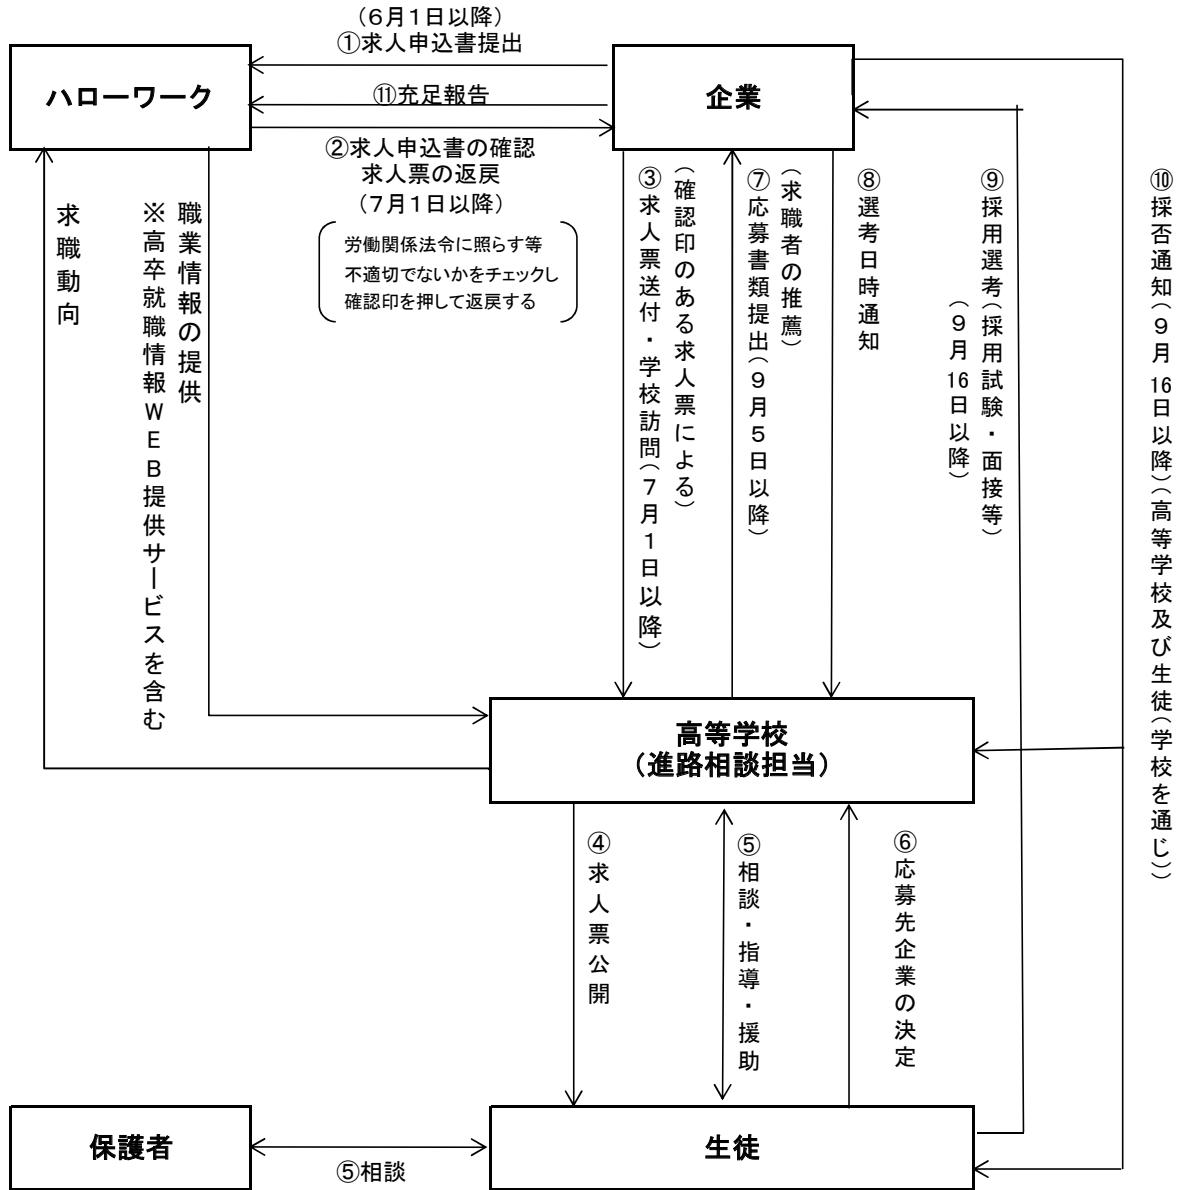 (6月1日以降)
①求人申込書提出
ハローワーク
企業
⑪充足報告
②求人申込書の確認
求人票の返戻
(7月1日以降)
労働関係法令に照らす等
不適切でないかをチェックし
確認印を押して返戻する
求職動向
職業情報の提供
※高卒就職情報WEB提供サービスを含む
③求人票送付・学校訪問(7月1日以降)
(確認印のある求人票による)
⑦応募書類提出(9月5日以降)
(求職者の推薦)
⑧選考日時通知
⑨採用選考(採用試験・面接等)
(9月16日以降)
⑩採否通知(9月16日以降)(高等学校及び生徒(学校を通じ))
高等学校
(進路相談担当)
④求人票公開
⑤相談・指導・援助
⑥応募先企業の決定
保護者
⑤相談
生徒